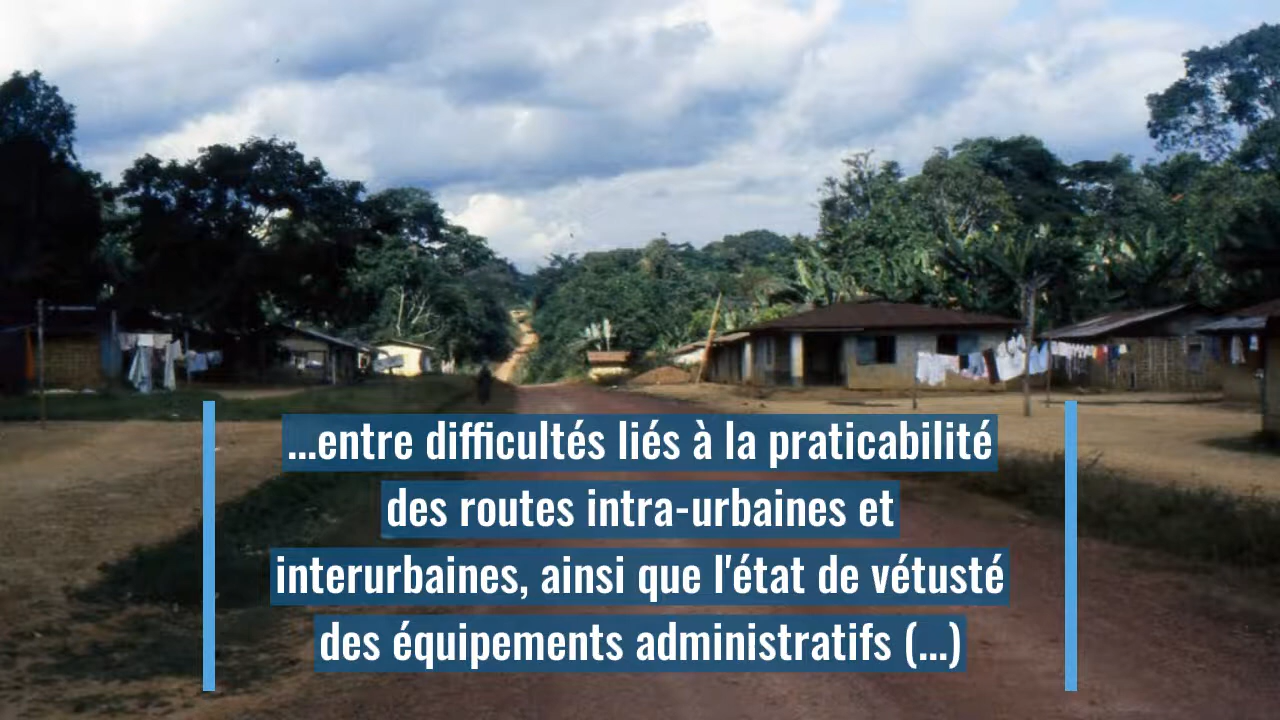 ...entre difficultés liés à la praticabilité
des routes intra-urbaines et
interurbaines, ainsi que l'état de vétusté
des équipements administratifs (...)